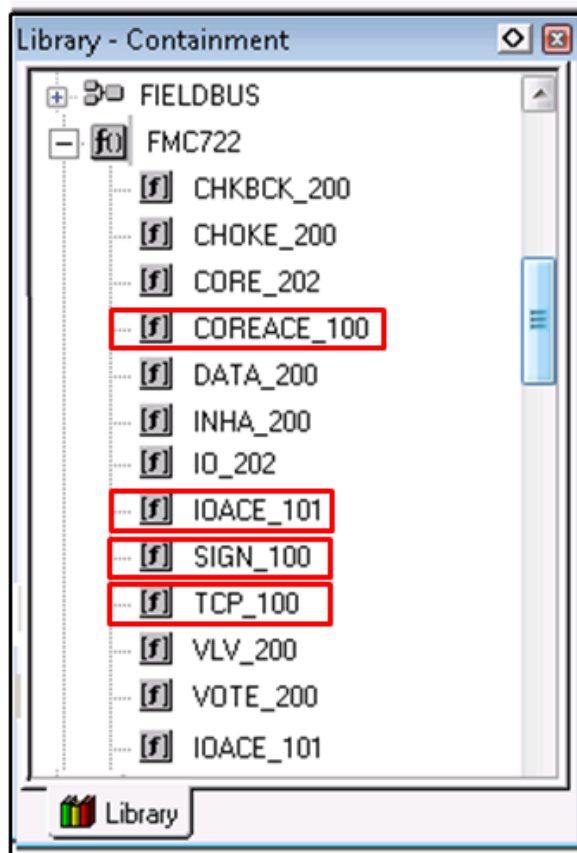 Library - Containment
FIELDBUS
f() FMC722
[f] CHKBCK_200
[f] CHOKE_200
[f] CORE_202
[f] COREACE_100
[f] DATA_200
[f] INHA_200
[f] IO_202
[f] IOACE_101
[f] SIGN_100
[f] TCP_100
[f] VLV_200
[f] VOTE_200
[f] IOACE_101
Library